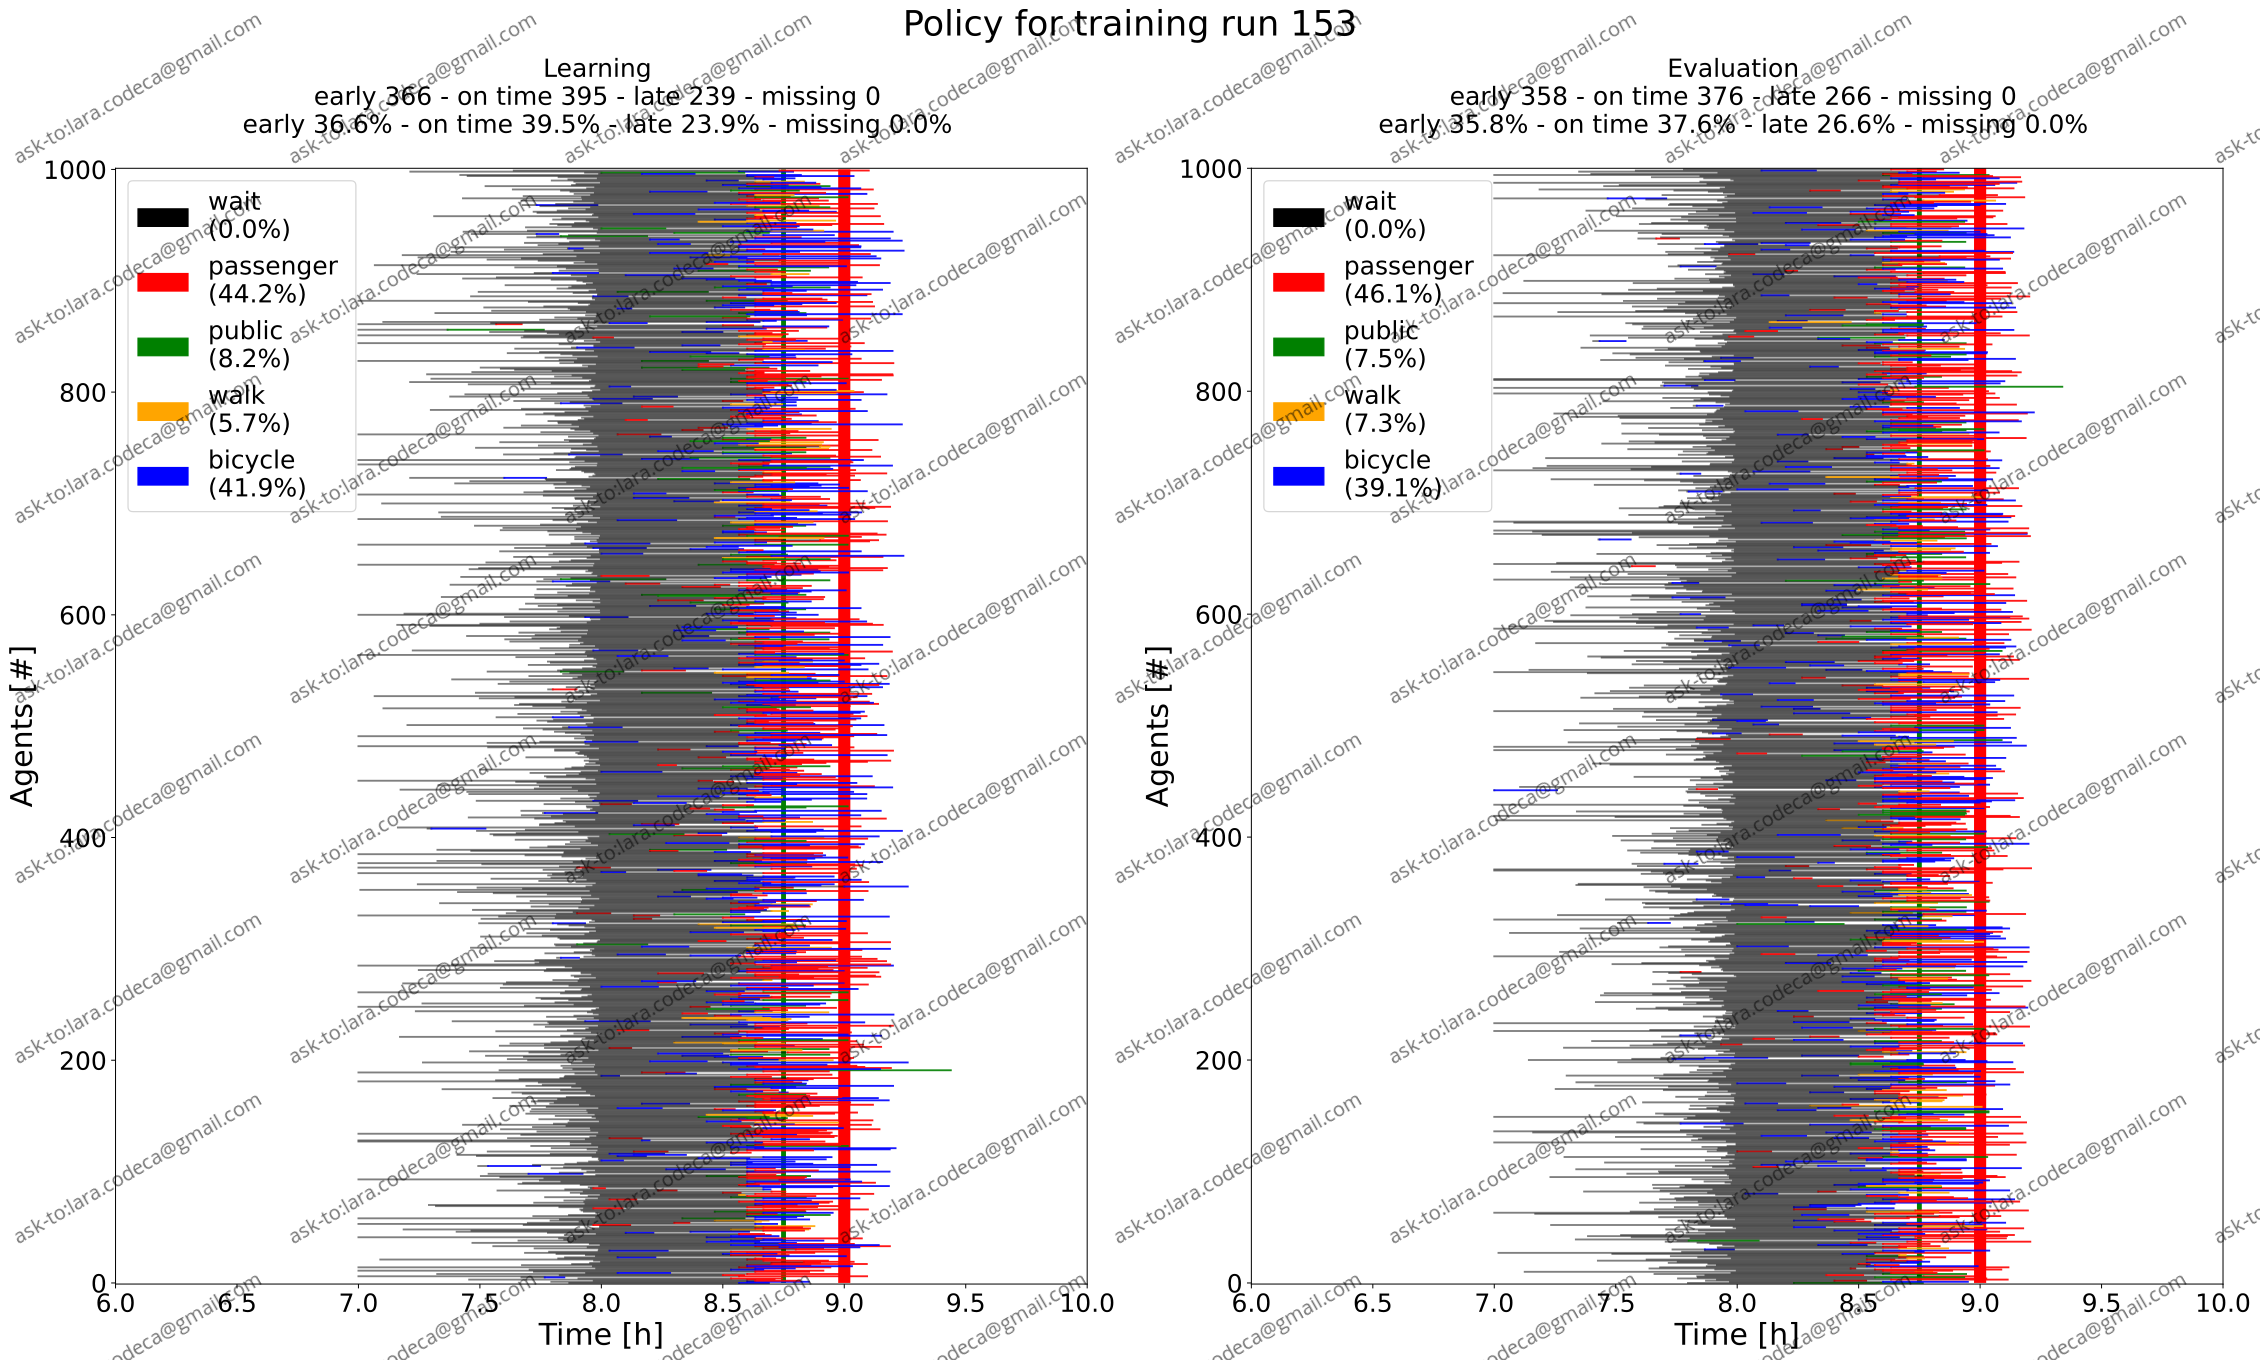 Policy for training run 153
Learning
early 366 - on time 395 - late 239 - missing 0
early 36.6% - on time 39.5% - late 23.9% - missing 0.0%
1000
800
600
400
200
0
Agents [#]
wait
(0.0%)
passenger
(44.2%)
public
(8.2%)
walk
(5.7%)
bicycle
(41.9%)
6.0 6.5 7.0 7.5 8.0 8.5 9.0 9.5 10.0
Time [h]
Evaluation
early 358 - on time 376 - late 266 - missing 0
early 35.8% - on time 37.6% - late 26.6% - missing 0.0%
1000
800
600
400
200
0
Agents [#]
wait
(0.0%)
passenger
(46.1%)
public
(7.5%)
walk
(7.3%)
bicycle
(39.1%)
6.0 6.5 7.0 7.5 8.0 8.5 9.0 9.5 10.0
Time [h]
ask-to:lara.codeca@gmail.com